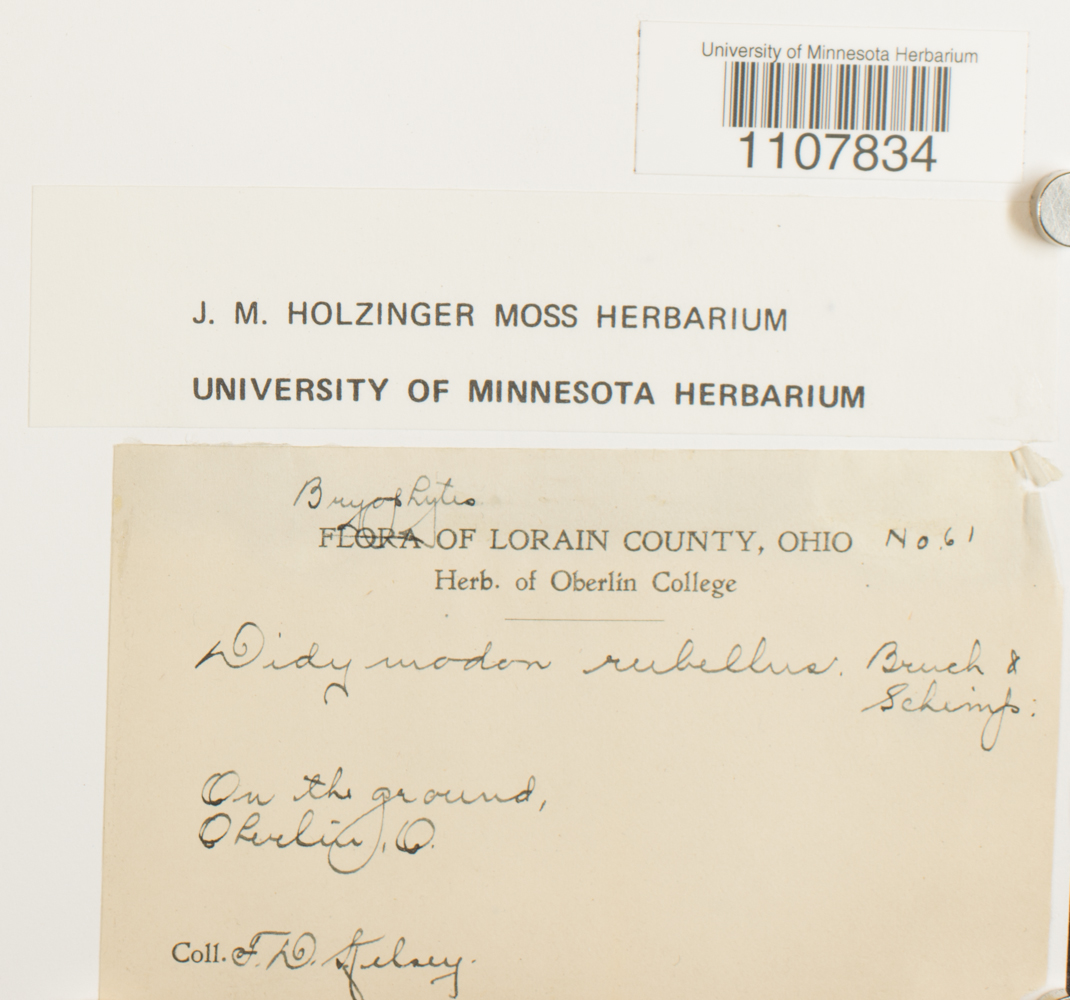 University of Minnesota Herbarium
1107834
J. M. HOLZINGER MOSS HERBARIUM
UNIVERSITY OF MINNESOTA HERBARIUM
Bryophytes
FLORA OF LORAIN COUNTY, OHIO No. 61
Herb. of Oberlin College
Didymodon rubellus. Bruch &
Schimp.
On the ground,
Oberlin, O.
Coll. F. D. Kelsey.